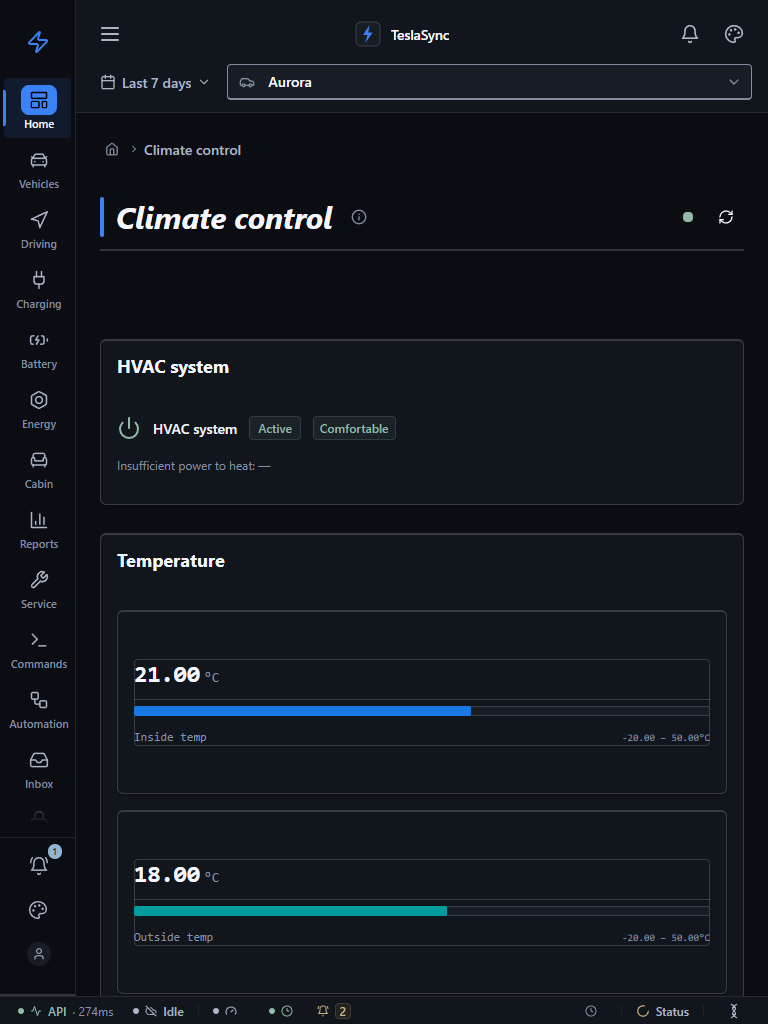 TeslaSync
Last 7 days
Aurora
Home
Vehicles
Driving
Charging
Battery
Energy
Cabin
Reports
Service
Commands
Automation
Inbox
1
Climate control
Climate control
HVAC system
HVAC system Active Comfortable
Insufficient power to heat: —
Temperature
21.00 °C
Inside temp -20.00 – 50.00°C
18.00 °C
Outside temp -20.00 – 50.00°C
API · 274ms Idle 2 Status